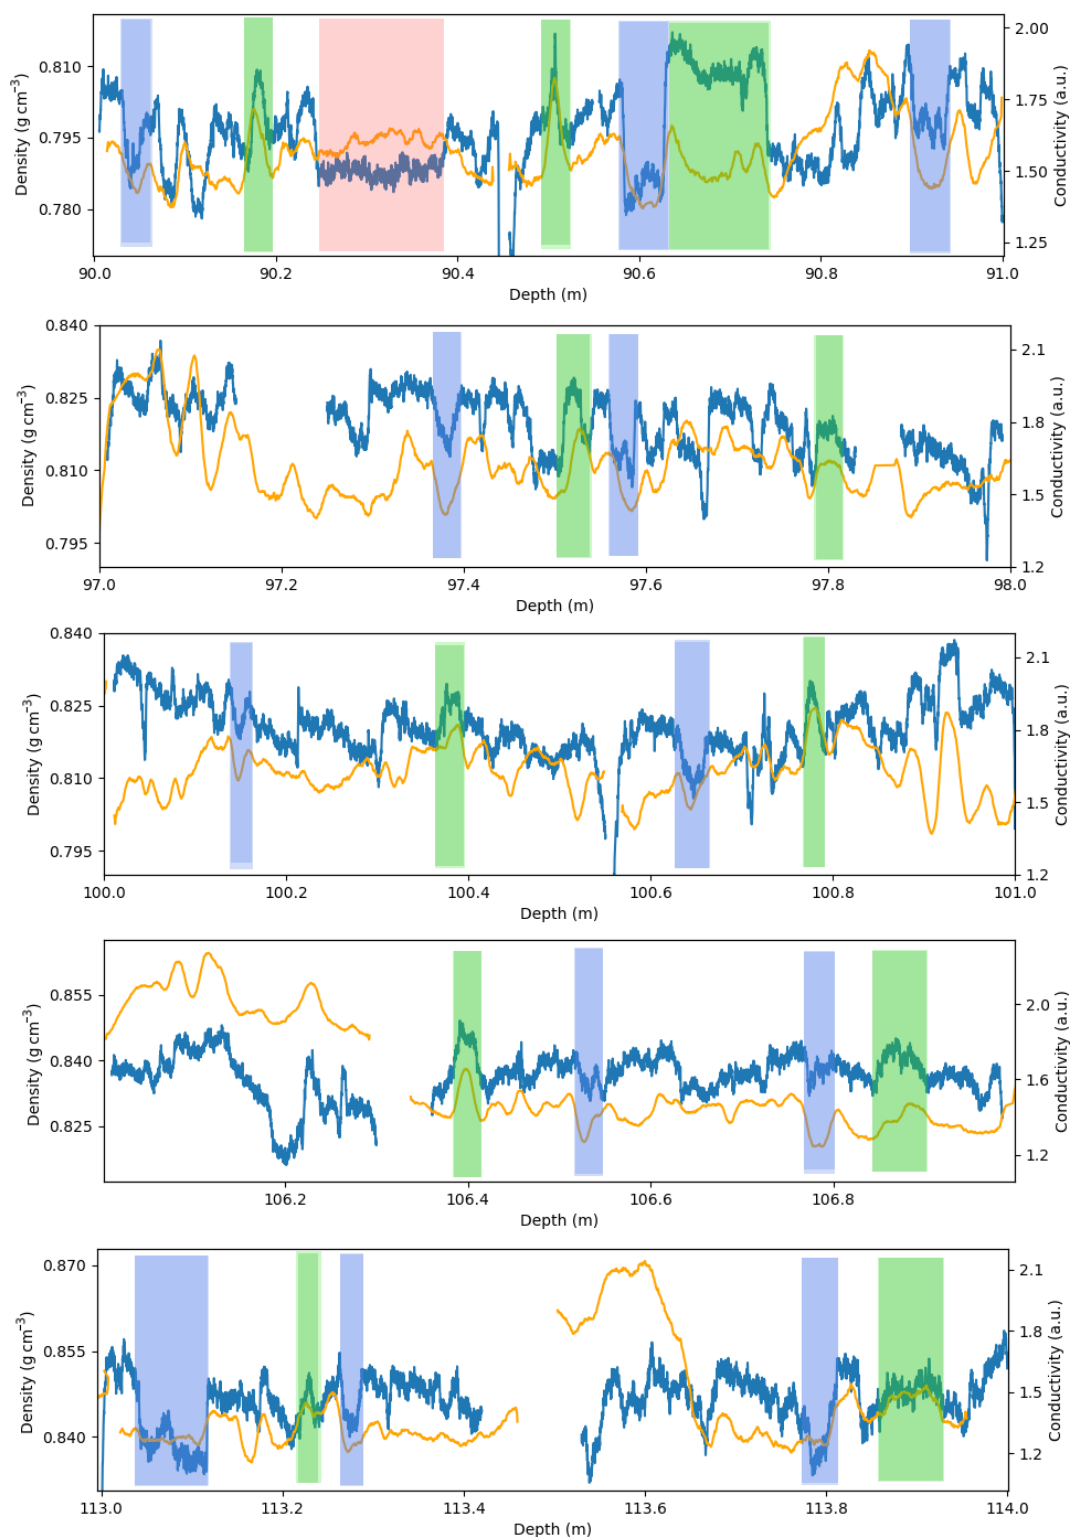 Density (g cm⁻³)
0.810
0.795
0.780
2.00
1.75
1.50
1.25
Conductivity (a.u.)
90.0 90.2 90.4 90.6 90.8 91.0
Depth (m)
Density (g cm⁻³)
0.840
0.825
0.810
0.795
2.1
1.8
1.5
1.2
Conductivity (a.u.)
97.0 97.2 97.4 97.6 97.8 98.0
Depth (m)
Density (g cm⁻³)
0.840
0.825
0.810
0.795
2.1
1.8
1.5
1.2
Conductivity (a.u.)
100.0 100.2 100.4 100.6 100.8 101.0
Depth (m)
Density (g cm⁻³)
0.855
0.840
0.825
2.0
1.6
1.2
Conductivity (a.u.)
106.2 106.4 106.6 106.8
Depth (m)
Density (g cm⁻³)
0.870
0.855
0.840
2.1
1.8
1.5
1.2
Conductivity (a.u.)
113.0 113.2 113.4 113.6 113.8 114.0
Depth (m)